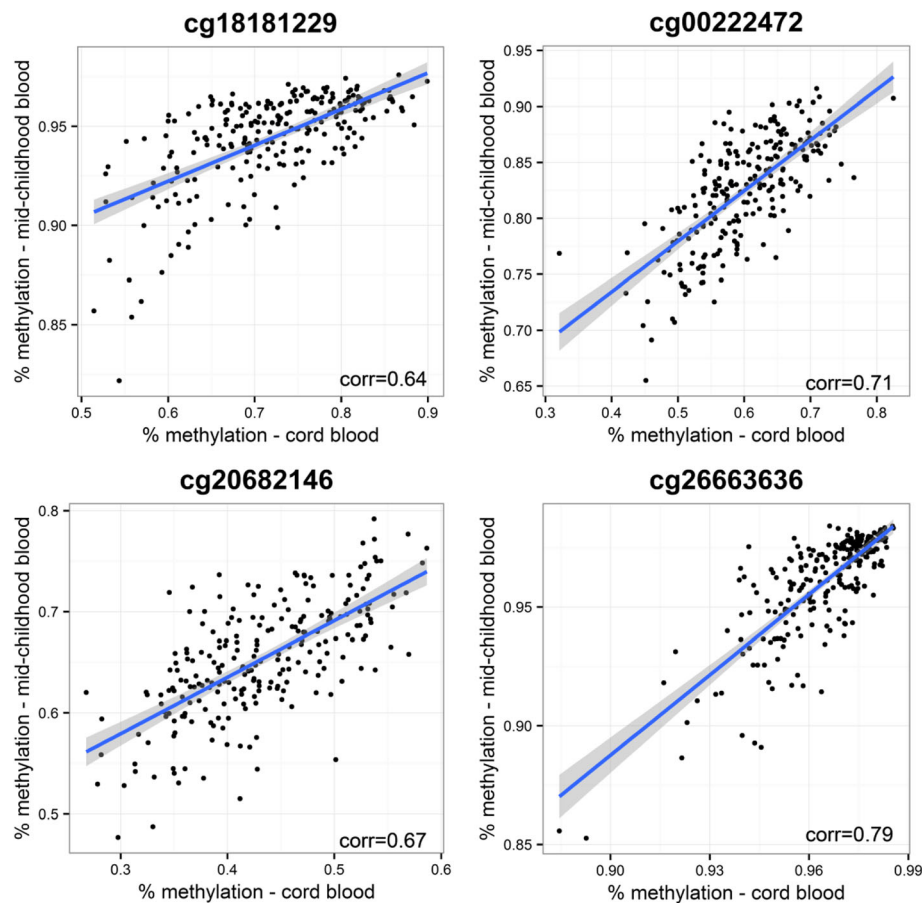 cg18181229
% methylation - mid-childhood blood
0.95
0.90
0.85
corr=0.64
0.5 0.6 0.7 0.8 0.9
% methylation - cord blood
cg00222472
% methylation - mid-childhood blood
0.95
0.90
0.85
0.80
0.75
0.70
0.65
corr=0.71
0.3 0.4 0.5 0.6 0.7 0.8
% methylation - cord blood
cg20682146
% methylation - mid-childhood blood
0.8
0.7
0.6
0.5
corr=0.67
0.3 0.4 0.5 0.6
% methylation - cord blood
cg26663636
% methylation - mid-childhood blood
0.95
0.90
0.85
corr=0.79
0.90 0.93 0.96 0.99
% methylation - cord blood